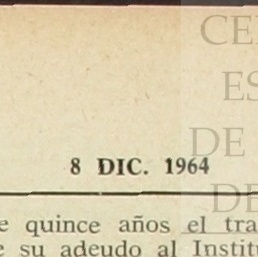 CE
ES
DE
DE
8 DIC. 1964
e quince años el tra
e su adeudo al Institu